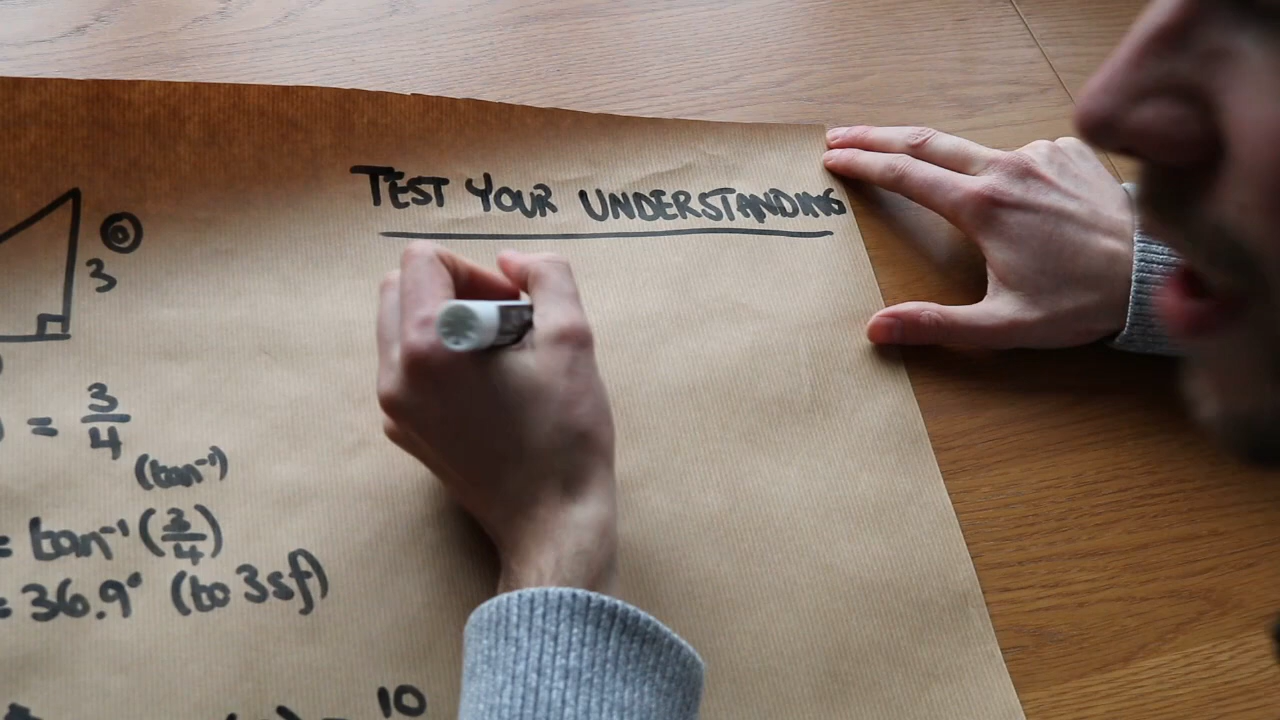 TEST YOUR UNDERSTANDING
O
3
= 3/4
(tan⁻¹)
= tan⁻¹ (3/4)
= 36.9° (to 3sf)
10